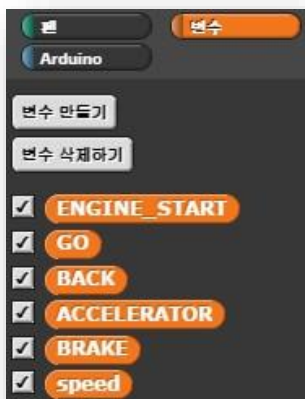 펜 변수
Arduino
변수 만들기
변수 삭제하기
ENGINE_START
GO
BACK
ACCELERATOR
BRAKE
speed